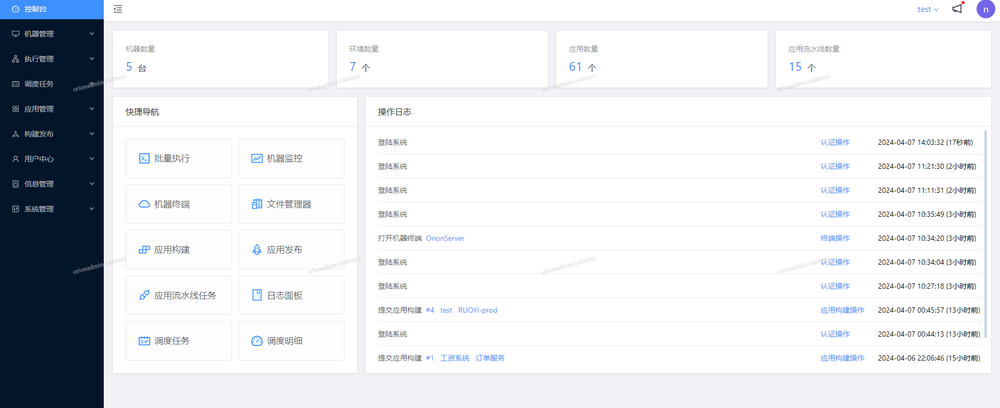 控制台
机器管理
执行管理
调度任务
应用管理
构建发布
用户中心
信息管理
系统管理
test
n
机器数量
5 台
环境数量
7 个
应用数量
61 个
应用流水线数量
15 个
快捷导航
批量执行 机器监控
机器终端 文件管理器
应用构建 应用发布
应用流水线任务 日志面板
调度任务 调度明细
操作日志
登陆系统 认证操作 2024-04-07 14:03:32 (17秒前)
登陆系统 认证操作 2024-04-07 11:21:30 (2小时前)
登陆系统 认证操作 2024-04-07 11:11:31 (2小时前)
登陆系统 认证操作 2024-04-07 10:35:49 (3小时前)
打开机器终端 OrionServer 终端操作 2024-04-07 10:34:20 (3小时前)
登陆系统 认证操作 2024-04-07 10:34:04 (3小时前)
登陆系统 认证操作 2024-04-07 10:27:18 (3小时前)
提交应用构建 #4 test RUOYI-prod 应用构建操作 2024-04-07 00:45:57 (13小时前)
登陆系统 认证操作 2024-04-07 00:44:13 (13小时前)
提交应用构建 #1 工资系统 订单服务 应用构建操作 2024-04-06 22:06:46 (15小时前)
orionadmin (admin)
orionadmin (admin)
orionadmin (admin)
orionadmin (admin)
orionadmin (admin)
orionadmin (admin)
orionadmin (admin)
orionadmin (admin)